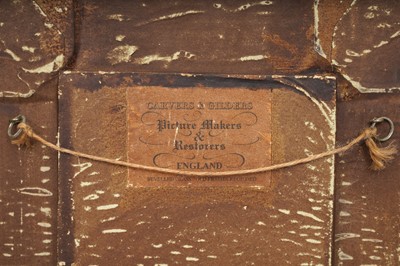 CARVERS & GILDERS
Picture Makers
&
Restorers
ENGLAND